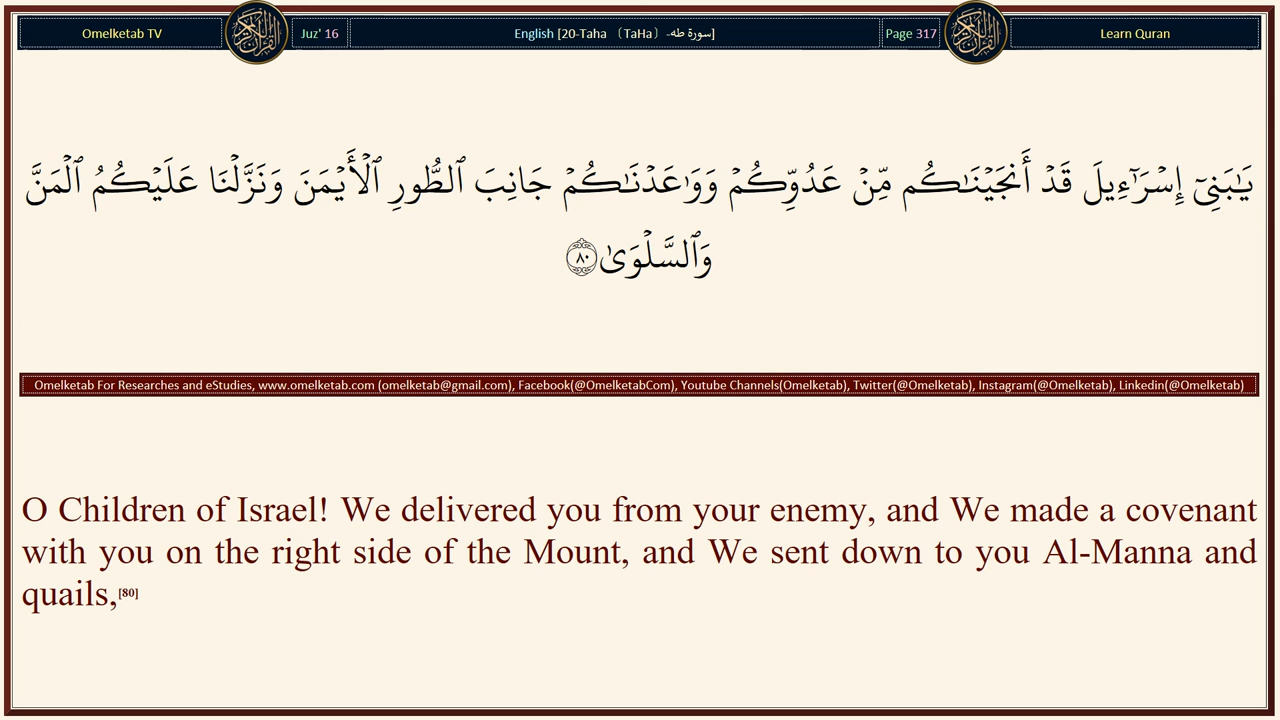 Omelketab TV
Juz' 16
English [20-Taha (TaHa) -سورة طه]
Page 317
Learn Quran
يَٰبَنِيٓ إِسۡرَٰٓءِيلَ قَدۡ أَنجَيۡنَٰكُم مِّنۡ عَدُوِّكُمۡ وَوَٰعَدۡنَٰكُمۡ جَانِبَ ٱلطُّورِ ٱلۡأَيۡمَنَ وَنَزَّلۡنَا عَلَيۡكُمُ ٱلۡمَنَّ
وَٱلسَّلۡوَىٰ ٨٠
Omelketab For Researches and eStudies, www.omelketab.com (omelketab@gmail.com), Facebook(@OmelketabCom), Youtube Channels(Omelketab), Twitter(@Omelketab), Instagram(@Omelketab), Linkedin(@Omelketab)
O Children of Israel! We delivered you from your enemy, and We made a covenant
with you on the right side of the Mount, and We sent down to you Al-Manna and
quails,[80]